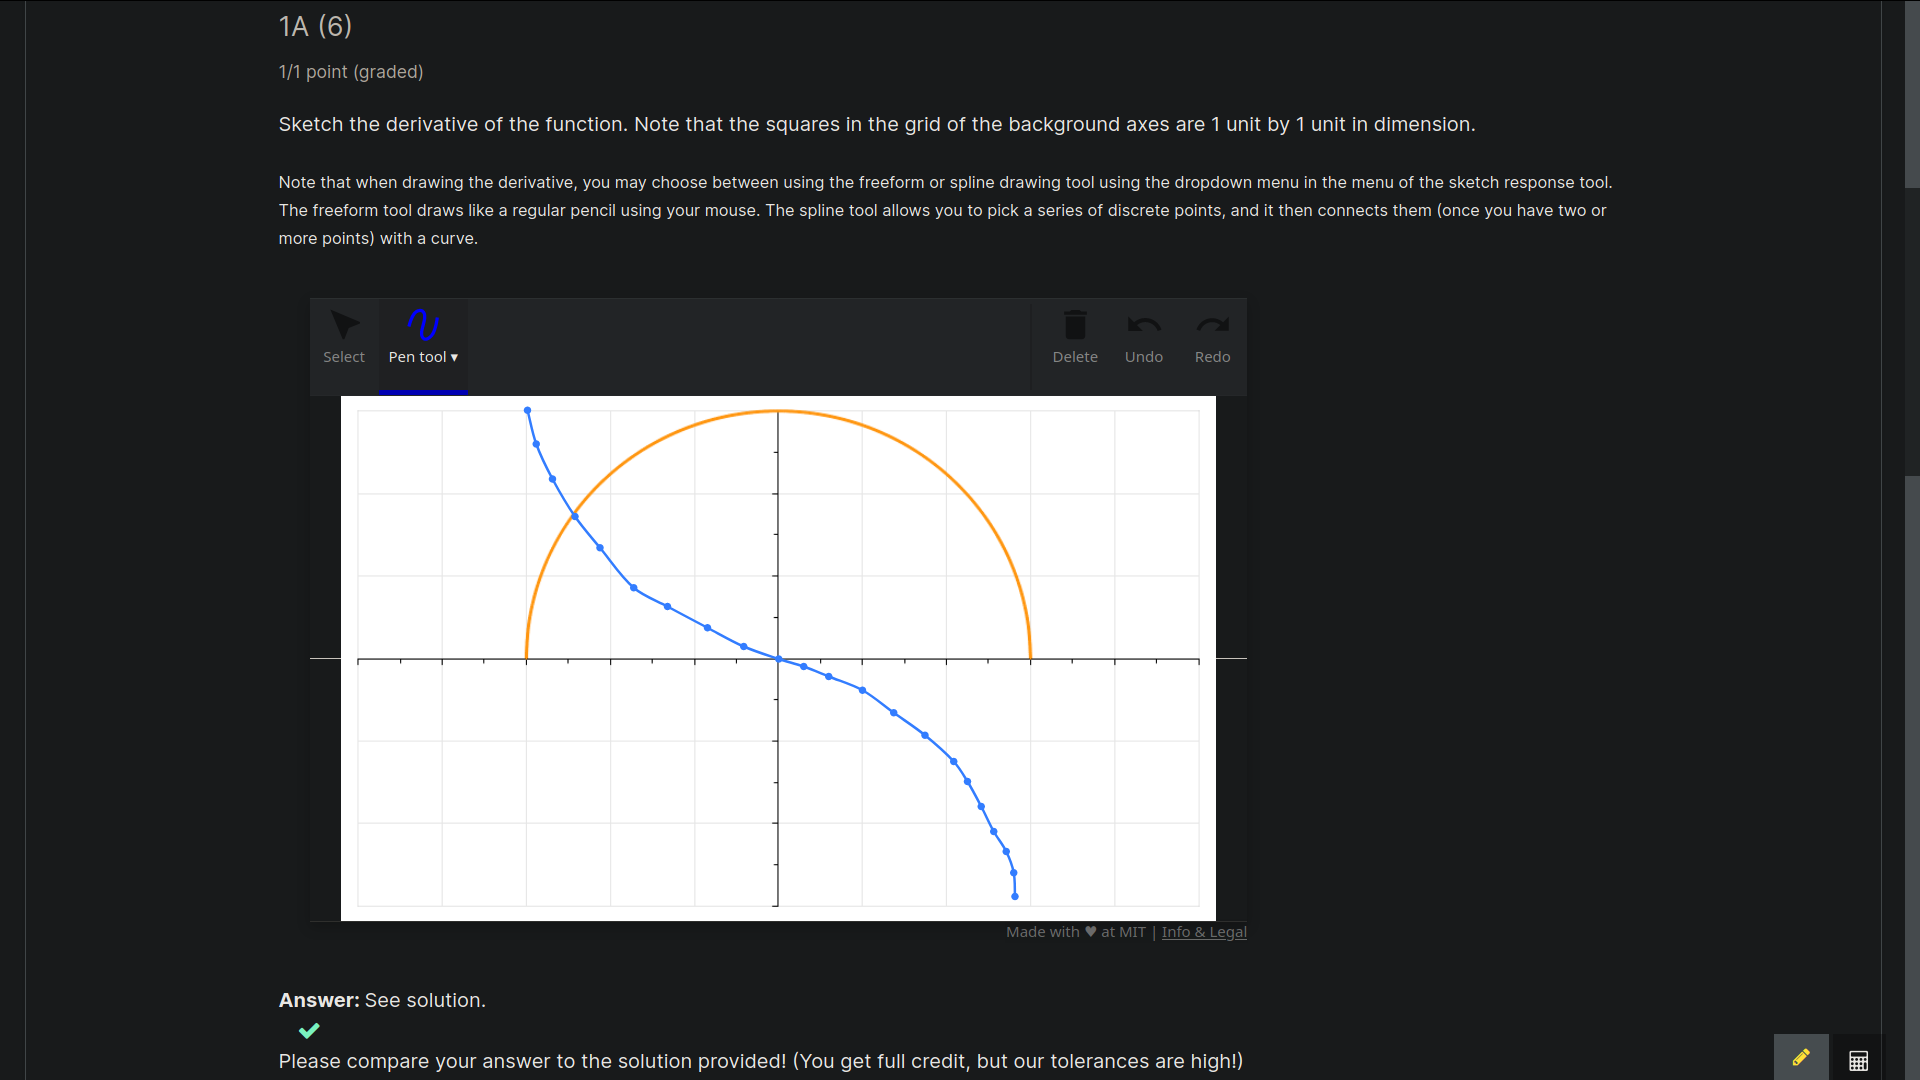 1A (6)
1/1 point (graded)
Sketch the derivative of the function. Note that the squares in the grid of the background axes are 1 unit by 1 unit in dimension.
Note that when drawing the derivative, you may choose between using the freeform or spline drawing tool using the dropdown menu in the menu of the sketch response tool.
The freeform tool draws like a regular pencil using your mouse. The spline tool allows you to pick a series of discrete points, and it then connects them (once you have two or
more points) with a curve.
Select Pen tool ▾ Delete Undo Redo
Made with ♥ at MIT | Info & Legal
Answer: See solution.
Please compare your answer to the solution provided! (You get full credit, but our tolerances are high!)